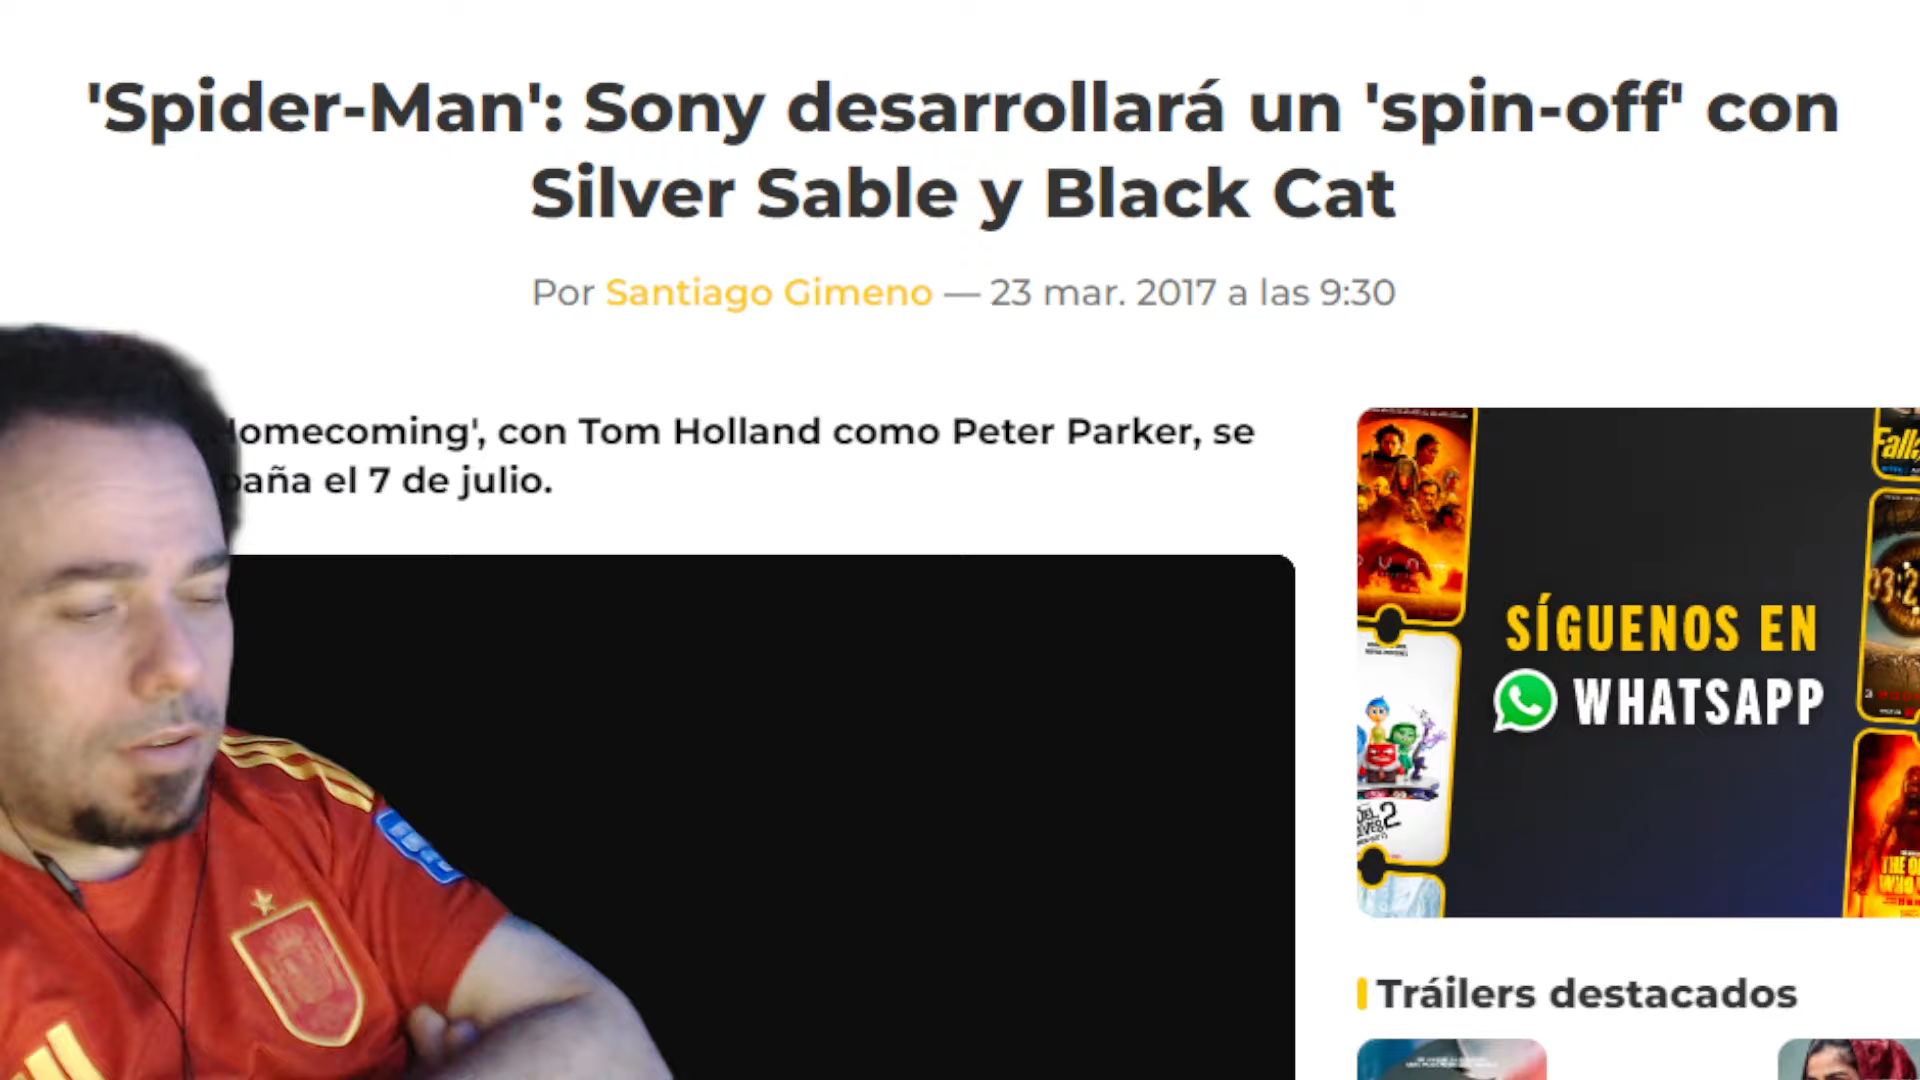 'Spider-Man': Sony desarrollará un 'spin-off' con
Silver Sable y Black Cat
Por Santiago Gimeno — 23 mar. 2017 a las 9:30
omecoming', con Tom Holland como Peter Parker, se
paña el 7 de julio.
SÍGUENOS EN
WHATSAPP
Tráilers destacados